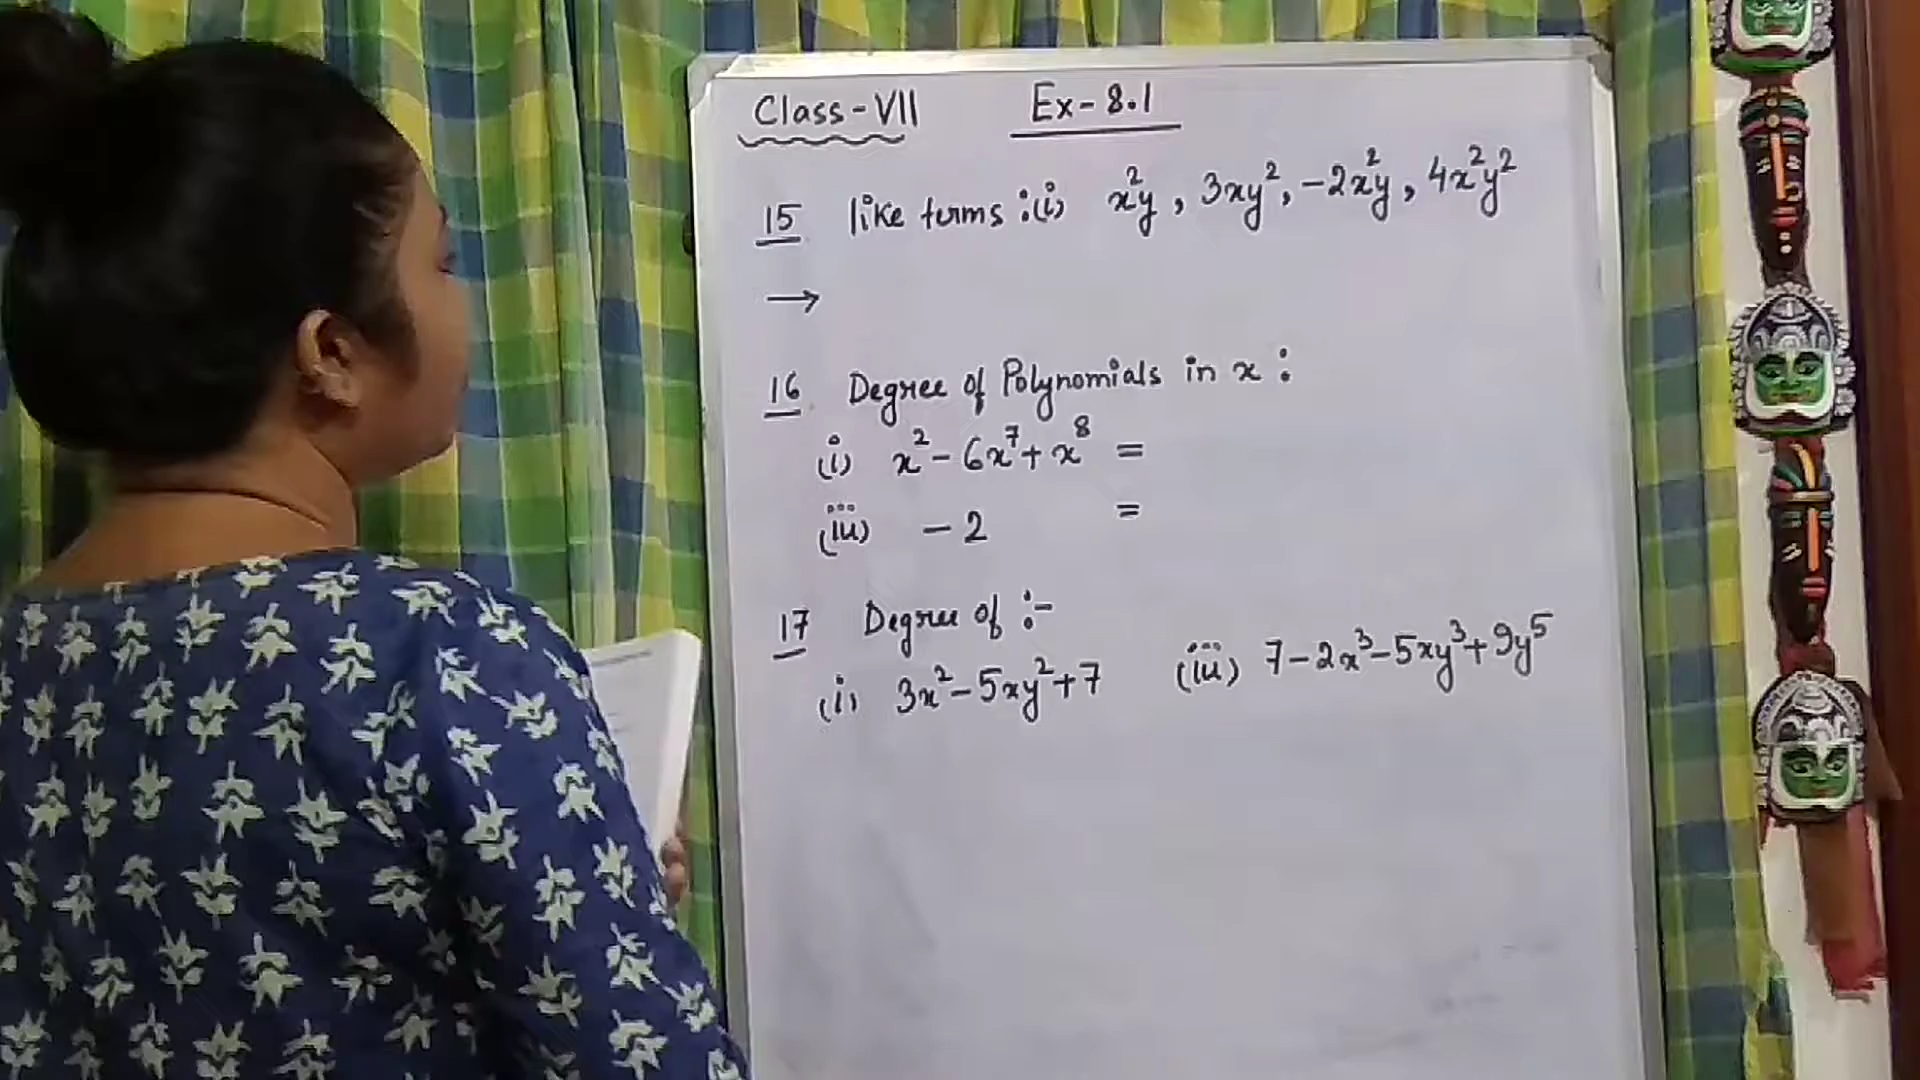 Class-VII Ex-8.1
15 like terms :(i) x²y, 3xy², -2x²y, 4x²y²
→
16 Degree of Polynomials in x :
(i) x² - 6x⁷ + x⁸ =
(iii) - 2 =
17 Degree of :-
(i) 3x² - 5xy² + 7 (iii) 7 - 2x³ - 5xy³ + 9y⁵